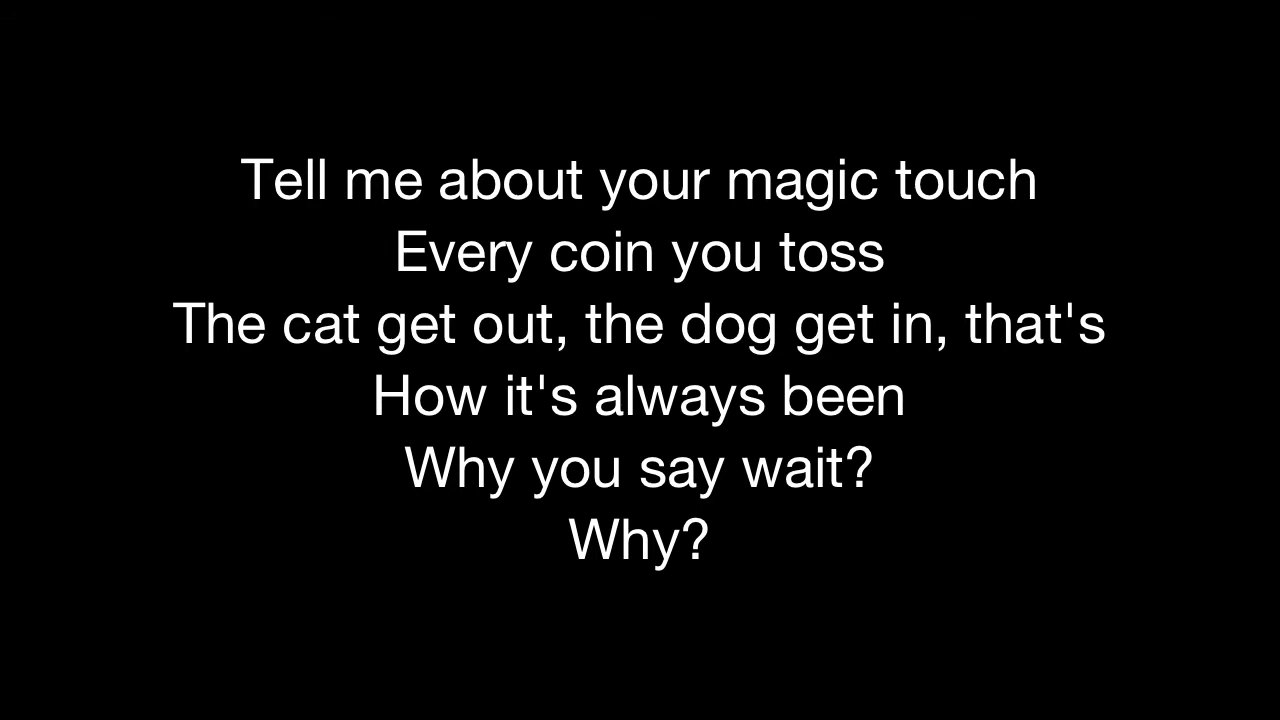 Tell me about your magic touch
Every coin you toss
The cat get out, the dog get in, that's
How it's always been
Why you say wait?
Why?